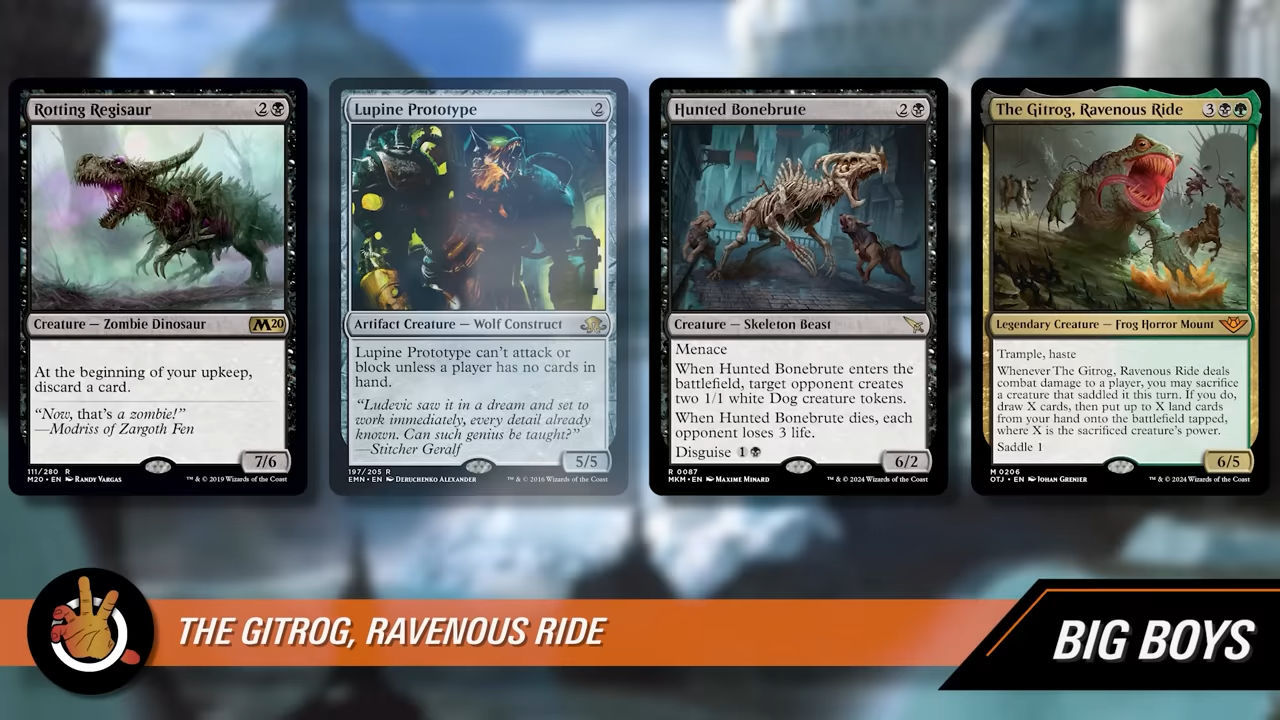 Rotting Regisaur 2
Creature — Zombie Dinosaur M20
At the beginning of your upkeep,
discard a card.
“Now, that’s a zombie!”
—Modriss of Zargoth Fen
7/6
111/280 R
M20 • EN Randy Vargas ™ & © 2019 Wizards of the Coast
Lupine Prototype 2
Artifact Creature — Wolf Construct
Lupine Prototype can’t attack or
block unless a player has no cards in
hand.
“Ludevic saw it in a dream and set to
work immediately, every detail already
known. Can such genius be taught?”
—Stitcher Geralf
5/5
197/205 R
EMN • EN Deruchenko Alexander ™ & © 2016 Wizards of the Coast
Hunted Bonebrute 2
Creature — Skeleton Beast
Menace
When Hunted Bonebrute enters the
battlefield, target opponent creates
two 1/1 white Dog creature tokens.
When Hunted Bonebrute dies, each
opponent loses 3 life.
Disguise 1
6/2
R 0087
MKM • EN Maxime Minard ™ & © 2024 Wizards of the Coast
The Gitrog, Ravenous Ride 3
Legendary Creature — Frog Horror Mount
Trample, haste
Whenever The Gitrog, Ravenous Ride deals
combat damage to a player, you may sacrifice
a creature that saddled it this turn. If you do,
draw X cards, then put up to X land cards
from your hand onto the battlefield tapped,
where X is the sacrificed creature’s power.
Saddle 1
6/5
M 0206
OTJ • EN Johan Grenier ™ & © 2024 Wizards of the Coast
THE GITROG, RAVENOUS RIDE
BIG BOYS